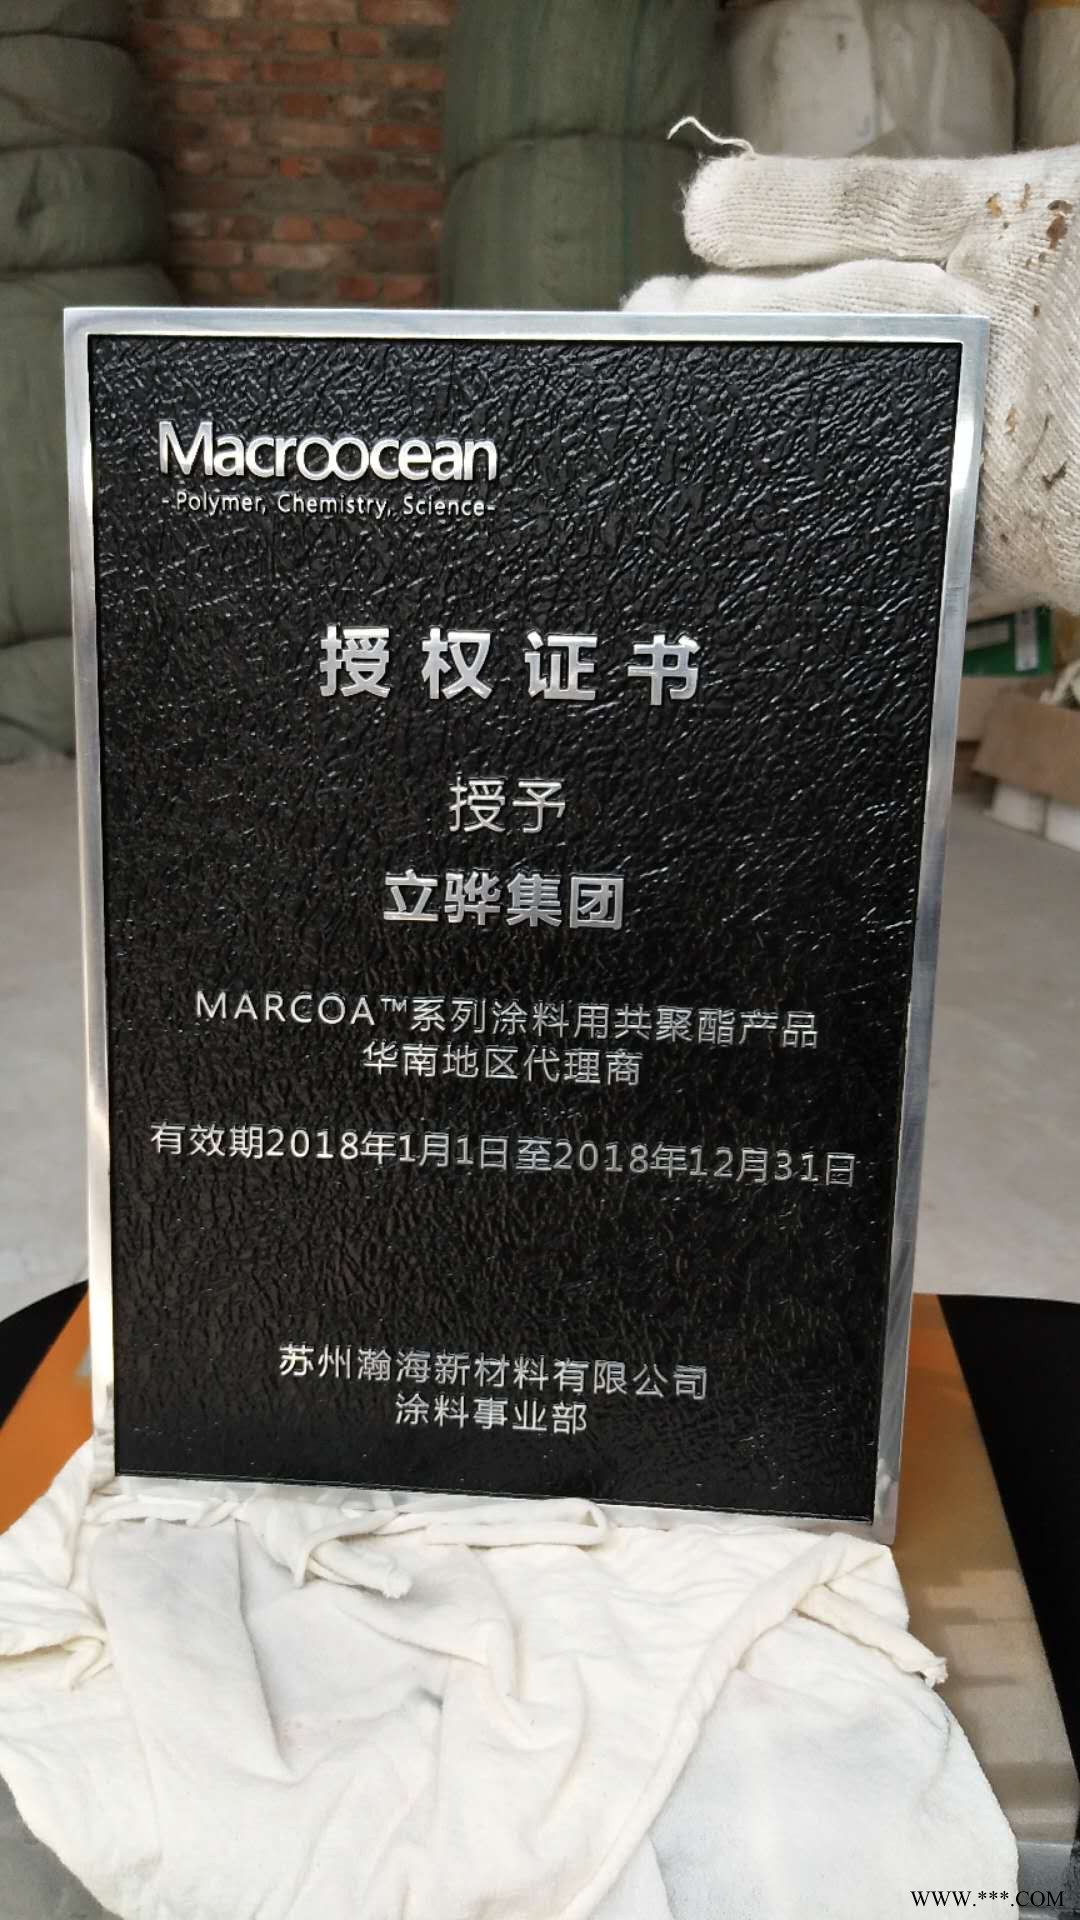 Macroocean
-Polymer, Chemistry, Science-
授权证书
授予
立骅集团
MARCOA™系列涂料用共聚酯产品
华南地区代理商
有效期2018年1月1日至2018年12月31日
苏州瀚海新材料有限公司
涂料事业部
WWW.***.COM